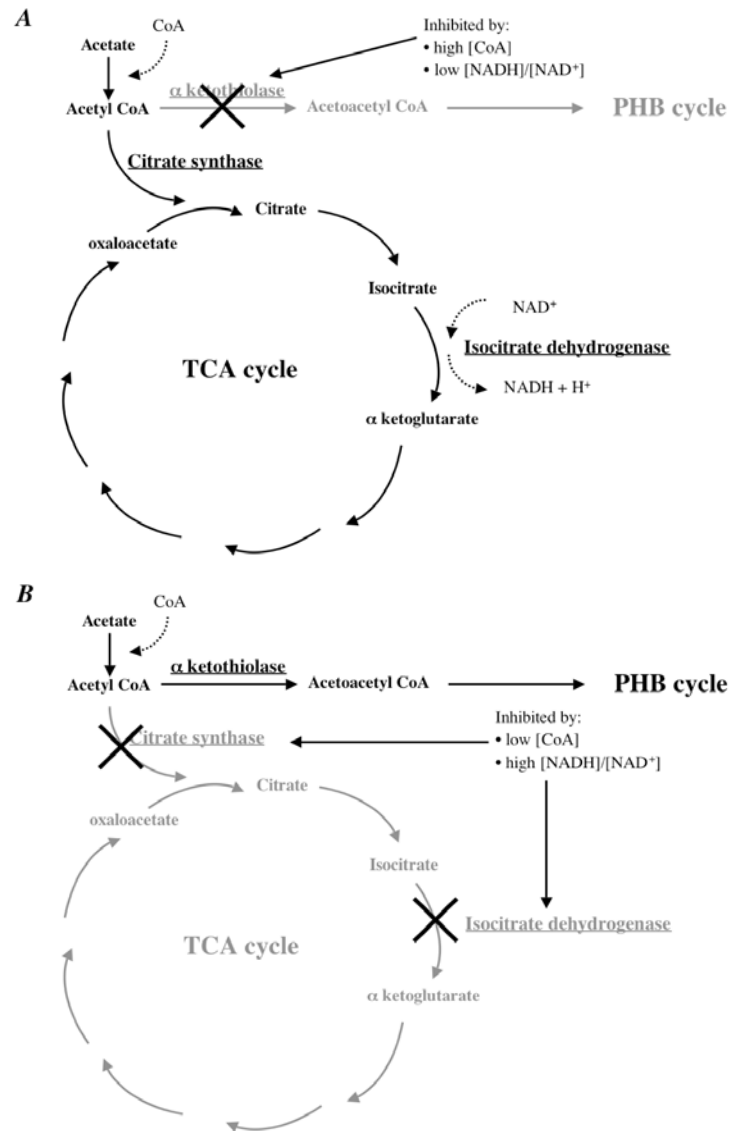 A
CoA
Inhibited by:
Acetate
• high [CoA]
• low [NADH]/[NAD⁺]
α ketothiolase
Acetyl CoA
Acetoacetyl CoA
PHB cycle
Citrate synthase
Citrate
oxaloacetate
Isocitrate
NAD⁺
Isocitrate dehydrogenase
TCA cycle
NADH + H⁺
α ketoglutarate
B
CoA
Acetate
α ketothiolase
Acetyl CoA
Acetoacetyl CoA
PHB cycle
Inhibited by:
Citrate synthase
• low [CoA]
• high [NADH]/[NAD⁺]
Citrate
oxaloacetate
Isocitrate
Isocitrate dehydrogenase
TCA cycle
α ketoglutarate